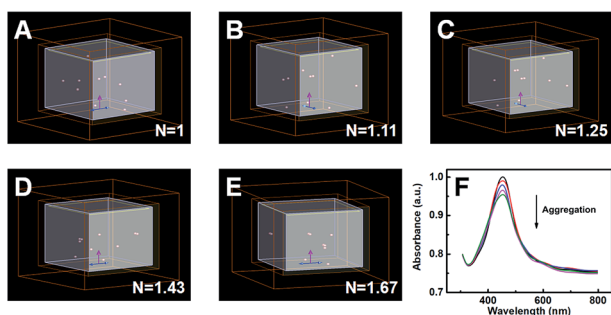 A
N=1
B
N=1.11
C
N=1.25
D
N=1.43
E
N=1.67
F
Absorbance (a.u.)
1.0
0.9
0.8
0.7
Aggregation
400
600
800
Wavelength (nm)